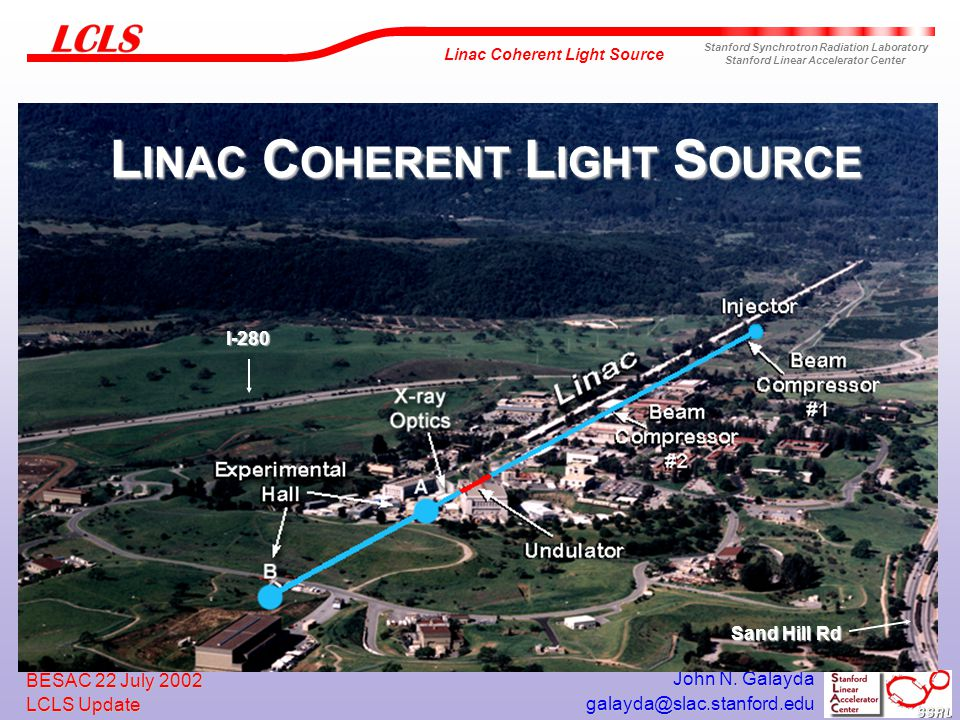 LCLS
Linac Coherent Light Source
Stanford Synchrotron Radiation Laboratory
Stanford Linear Accelerator Center
LINAC COHERENT LIGHT SOURCE
Injector
I-280
Linac
Beam
Compressor
#1
X-ray
Optics
Beam
Compressor
#2
Experimental
Hall
A
Undulator
B
Sand Hill Rd
BESAC 22 July 2002
LCLS Update
John N. Galayda
galayda@slac.stanford.edu
Stanford
Linear
Accelerator
Center
SSRL